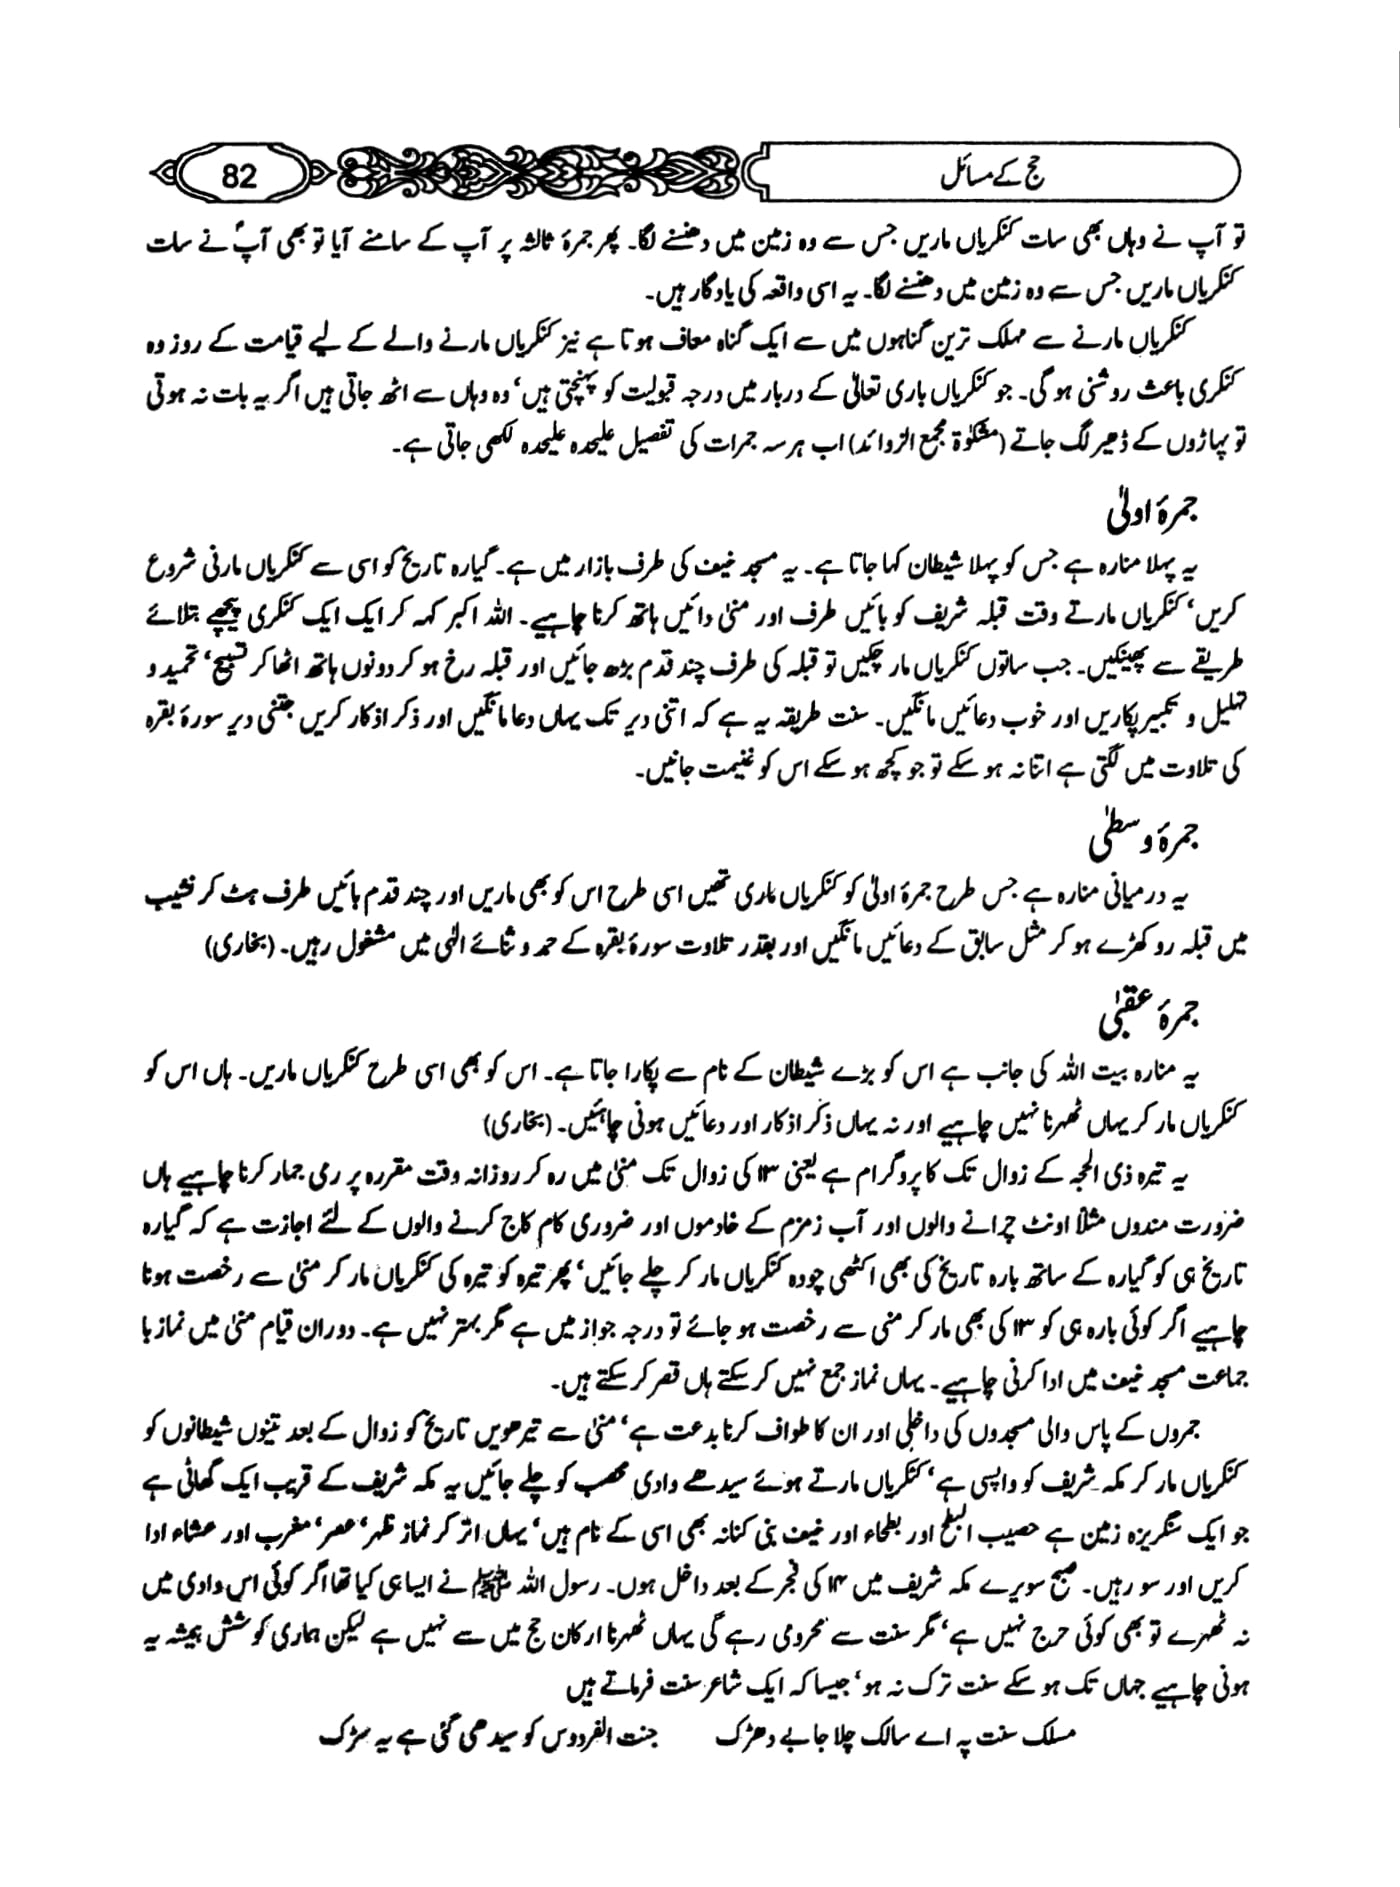 حج کے مسائل
82
تو آپ نے وہاں بھی سات کنکریاں ماریں جس سے وہ زمین میں دھنسنے لگا۔ پھر جمرۂ ثالثہ پر آپ کے سامنے آیا تو بھی آپؐ نے سات
کنکریاں ماریں جس سے وہ زمین میں دھنسنے لگا۔ یہ اسی واقعہ کی یادگار ہیں۔
کنکریاں مارنے سے مہلک ترین گناہوں میں سے ایک گناہ معاف ہوتا ہے نیز کنکریاں مارنے والے کے لیے قیامت کے روز وہ
کنکری باعث روشنی ہوگی۔ جو کنکریاں باری تعالیٰ کے دربار میں درجہ قبولیت کو پہنچتی ہیں‘ وہ وہاں سے اٹھ جاتی ہیں اگر یہ بات نہ ہوتی
تو پہاڑوں کے ڈھیر لگ جاتے (مشکوٰۃ مجمع الزوائد) اب ہر سہ جمرات کی تفصیل علیحدہ علیحدہ لکھی جاتی ہے۔
جمرۂ اولیٰ
یہ پہلا منارہ ہے جس کو پہلا شیطان کہا جاتا ہے۔ یہ مسجد خیف کی طرف بازار میں ہے۔ گیارہ تاریخ کو اسی سے کنکریاں مارنی شروع
کریں‘ کنکریاں مارتے وقت قبلہ شریف کو بائیں طرف اور منیٰ دائیں ہاتھ کرنا چاہیے۔ اللہ اکبر کہہ کر ایک ایک کنکری پیچھے بتلائے
طریقے سے پھینکیں۔ جب ساتوں کنکریاں مار چکیں تو قبلہ کی طرف چند قدم بڑھ جائیں اور قبلہ رخ ہو کر دونوں ہاتھ اٹھا کر تسبیح‘ تحمید و
تہلیل و تکبیر پکاریں اور خوب دعائیں مانگیں۔ سنت طریقہ یہ ہے کہ اتنی دیر تک یہاں دعا مانگیں اور ذکر اذکار کریں جتنی دیر سورۂ بقرہ
کی تلاوت میں لگتی ہے اتنا نہ ہو سکے تو جو کچھ ہو سکے اس کو غنیمت جانیں۔
جمرۂ وسطیٰ
یہ درمیانی منارہ ہے جس طرح جمرۂ اولیٰ کو کنکریاں ماری تھیں اسی طرح اس کو بھی ماریں اور چند قدم بائیں طرف ہٹ کر نشیب
میں قبلہ رو کھڑے ہو کر مثل سابق کے دعائیں مانگیں اور بقدر تلاوت سورۂ بقرہ کے حمد و ثنائے الٰہی میں مشغول رہیں۔ (بخاری)
جمرۂ عقبیٰ
یہ منارہ بیت اللہ کی جانب ہے اس کو بڑے شیطان کے نام سے پکارا جاتا ہے۔ اس کو بھی اسی طرح کنکریاں ماریں۔ ہاں اس کو
کنکریاں مار کر یہاں ٹھہرنا نہیں چاہیے اور نہ یہاں ذکر اذکار اور دعائیں ہونی چاہئیں۔ (بخاری)
یہ تیرہ ذی الحجہ کے زوال تک کا پروگرام ہے یعنی ۱۳ کی زوال تک منیٰ میں رہ کر روزانہ وقت مقررہ پر رمی جمار کرنا چاہیے ہاں
ضرورت مندوں مثلاً اونٹ چرانے والوں اور آب زمزم کے خادموں اور ضروری کام کاج کرنے والوں کے لئے اجازت ہے کہ گیارہ
تاریخ ہی کو گیارہ کے ساتھ بارہ تاریخ کی بھی اکٹھی چودہ کنکریاں مار کر چلے جائیں‘ پھر تیرہ کو تیرہ کی کنکریاں مار کر منیٰ سے رخصت ہونا
چاہیے اگر کوئی بارہ ہی کو ۱۳ کی بھی مار کر منی سے رخصت ہو جائے تو درجہ جواز میں ہے مگر بہتر نہیں ہے۔ دوران قیام منیٰ میں نماز با
جماعت مسجد خیف میں ادا کرنی چاہیے۔ یہاں نماز جمع نہیں کر سکتے ہاں قصر کر سکتے ہیں۔
جمروں کے پاس والی مسجدوں کی داخلی اور ان کا طواف کرنا بدعت ہے‘ منیٰ سے تیرھویں تاریخ کو زوال کے بعد تینوں شیطانوں کو
کنکریاں مار کر مکہ شریف کو واپسی ہے‘ کنکریاں مارتے ہوئے سیدھے وادی محصب کو چلے جائیں یہ مکہ شریف کے قریب ایک گھاٹی ہے
جو ایک سنگریزہ زمین ہے حصیب ابطح اور بطحاء اور خیف بنی کنانہ بھی اسی کے نام ہیں‘ یہاں اتر کر نماز ظہر‘ عصر‘ مغرب اور عشاء ادا
کریں اور سو رہیں۔ صبح سویرے مکہ شریف میں ۱۴ کی فجر کے بعد داخل ہوں۔ رسول اللہ ﷺ نے ایسا ہی کیا تھا اگر کوئی اس وادی میں
نہ ٹھہرے تو بھی کوئی حرج نہیں ہے‘ مگر سنت سے محرومی رہے گی یہاں ٹھہرنا ارکان حج میں سے نہیں ہے لیکن ہماری کوشش ہمیشہ یہ
ہونی چاہیے جہاں تک ہو سکے سنت ترک نہ ہو‘ جیسا کہ ایک شاعر سنت فرماتے ہیں
مسلک سنت پہ اے سالک چلا جا بے دھڑک جنت الفردوس کو سیدھی گئی ہے یہ سڑک